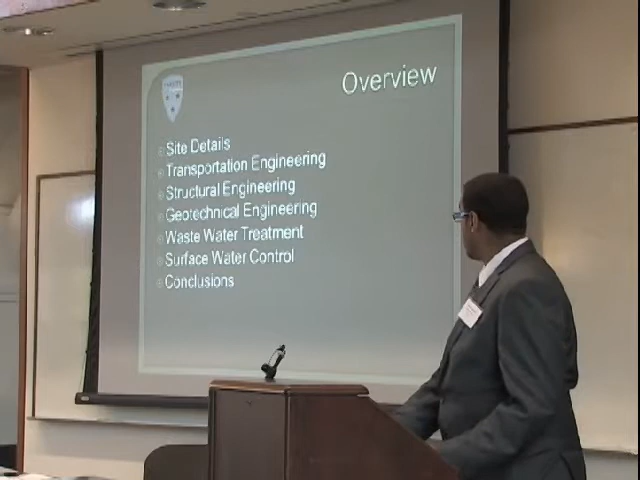 Overview
Site Details
Transportation Engineering
Structural Engineering
Geotechnical Engineering
Waste Water Treatment
Surface Water Control
Conclusions